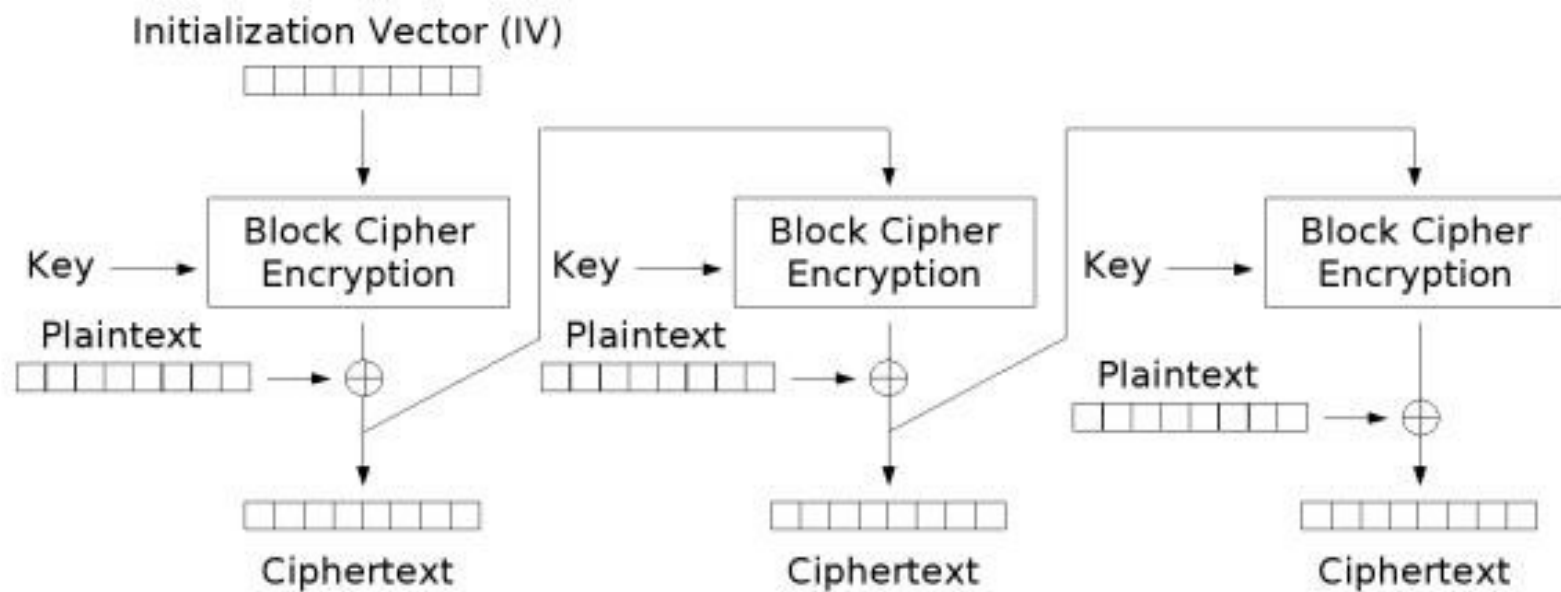 Initialization Vector (IV)
Block Cipher
Encryption
Key
Plaintext
Ciphertext
Block Cipher
Encryption
Key
Plaintext
Ciphertext
Block Cipher
Encryption
Key
Plaintext
Ciphertext